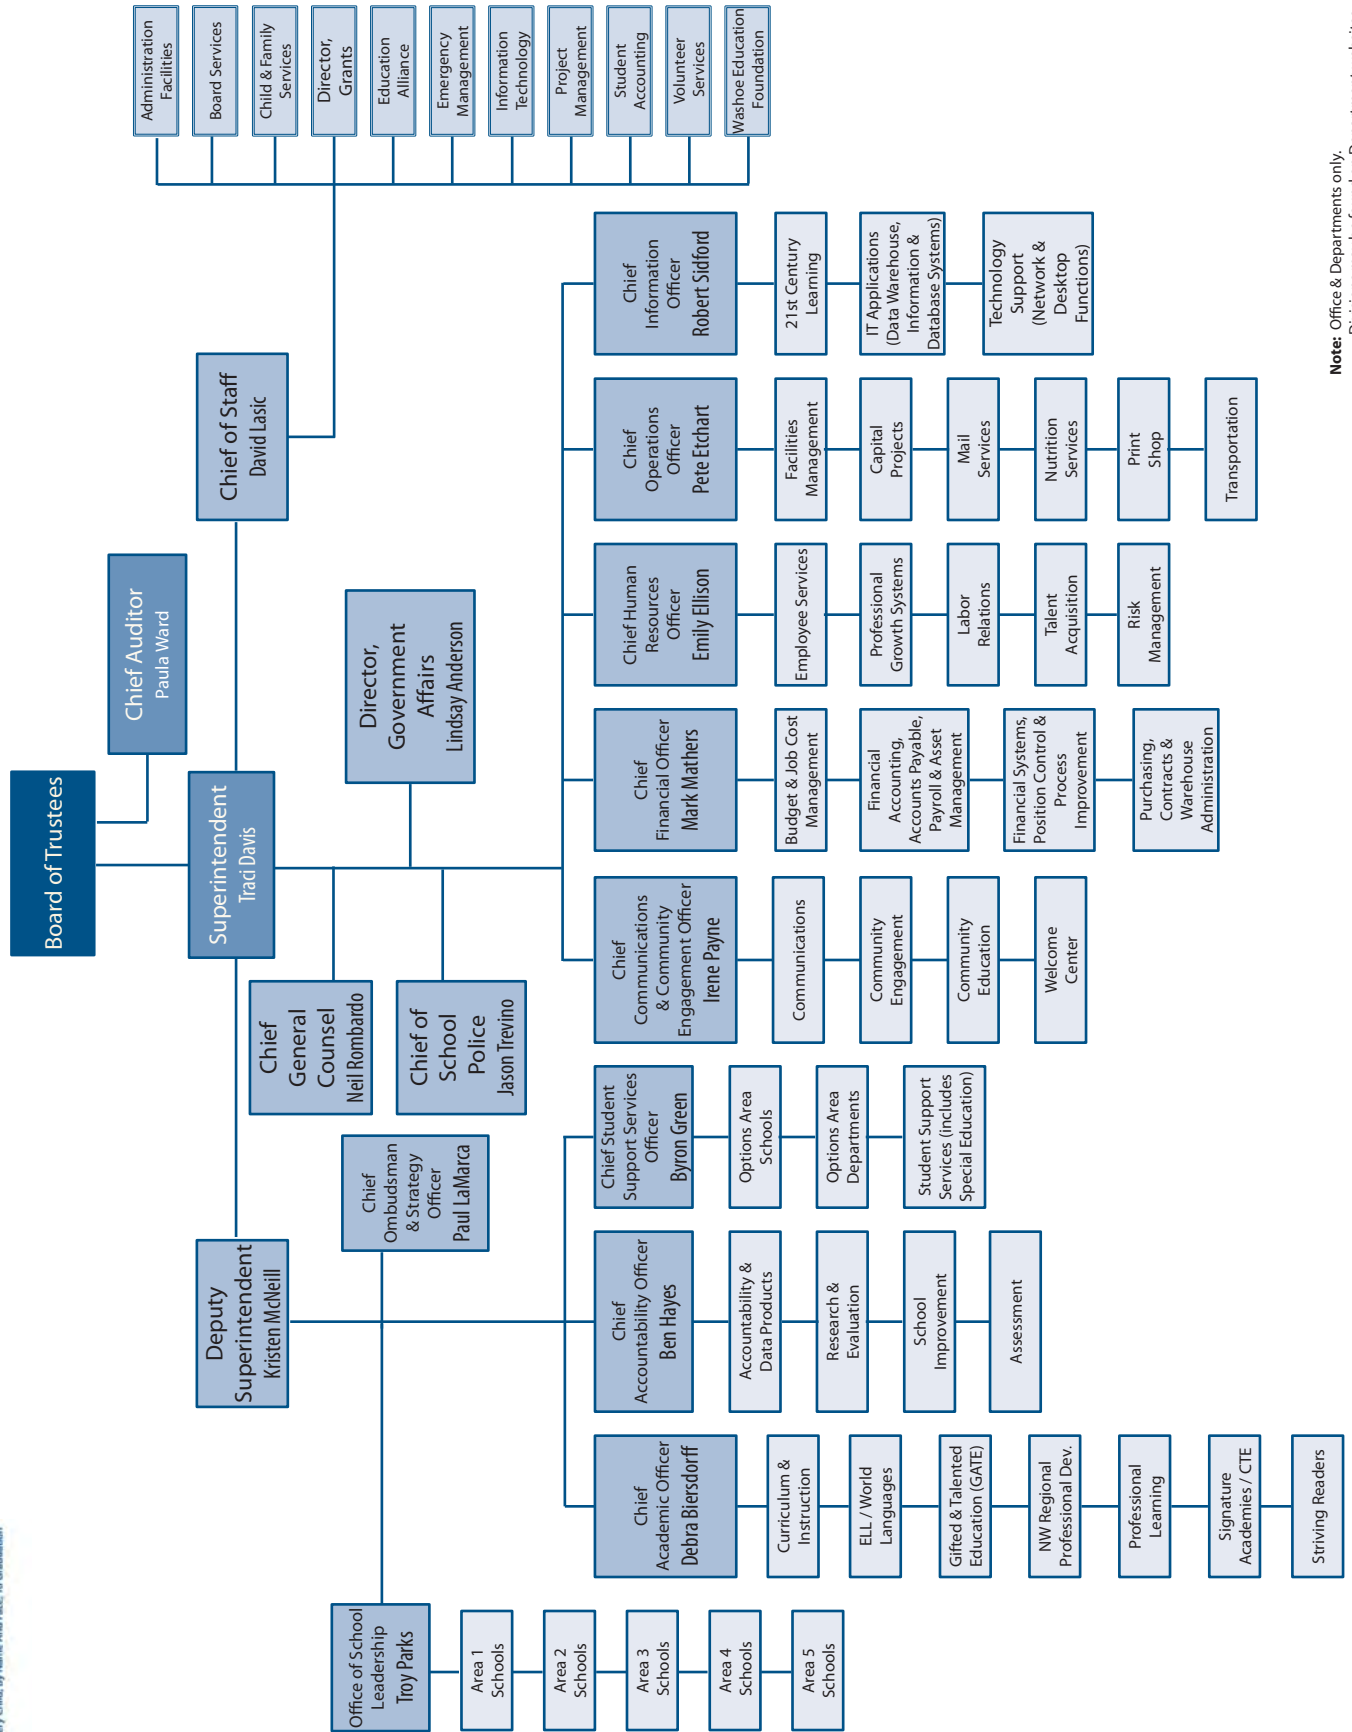 Board of Trustees
Chief Auditor
Paula Ward
Superintendent
Traci Davis
Deputy
Superintendent
Kristen McNeill
Chief of Staff
David Lasic
Chief
General
Counsel
Neil Rombardo
Director,
Government
Affairs
Lindsay Anderson
Chief of
School
Police
Jason Trevino
Chief
Ombudsman
& Strategy
Officer
Paul LaMarca
Administration
Facilities
Board Services
Child & Family
Services
Director,
Grants
Education
Alliance
Emergency
Management
Information
Technology
Project
Management
Student
Accounting
Volunteer
Services
Washoe Education
Foundation
Office of School
Leadership
Troy Parks
Area 1
Schools
Area 2
Schools
Area 3
Schools
Area 4
Schools
Area 5
Schools
Chief
Academic Officer
Debra Biersdorff
Curriculum &
Instruction
ELL / World
Languages
Gifted & Talented
Education (GATE)
NW Regional
Professional Dev.
Professional
Learning
Signature
Academies / CTE
Striving Readers
Chief
Accountability Officer
Ben Hayes
Accountability &
Data Products
Research &
Evaluation
School
Improvement
Assessment
Chief Student
Support Services
Officer
Byron Green
Options Area
Schools
Options Area
Departments
Student Support
Services (includes
Special Education)
Chief
Communications
& Community
Engagement Officer
Irene Payne
Communications
Community
Engagement
Community
Education
Welcome
Center
Chief
Financial Officer
Mark Mathers
Budget & Job Cost
Management
Financial
Accounting,
Accounts Payable,
Payroll & Asset
Management
Financial Systems,
Position Control &
Process
Improvement
Purchasing,
Contracts &
Warehouse
Administration
Chief Human
Resources
Officer
Emily Ellison
Employee Services
Professional
Growth Systems
Labor
Relations
Talent
Acquisition
Risk
Management
Chief
Operations
Officer
Pete Etchart
Facilities
Management
Capital
Projects
Mail
Services
Nutrition
Services
Print
Shop
Transportation
Chief
Information
Officer
Robert Sidford
21st Century
Learning
IT Applications
(Data Warehouse,
Information &
Database Systems)
Technology
Support
(Network &
Desktop
Functions)
Note: Office & Departments only.